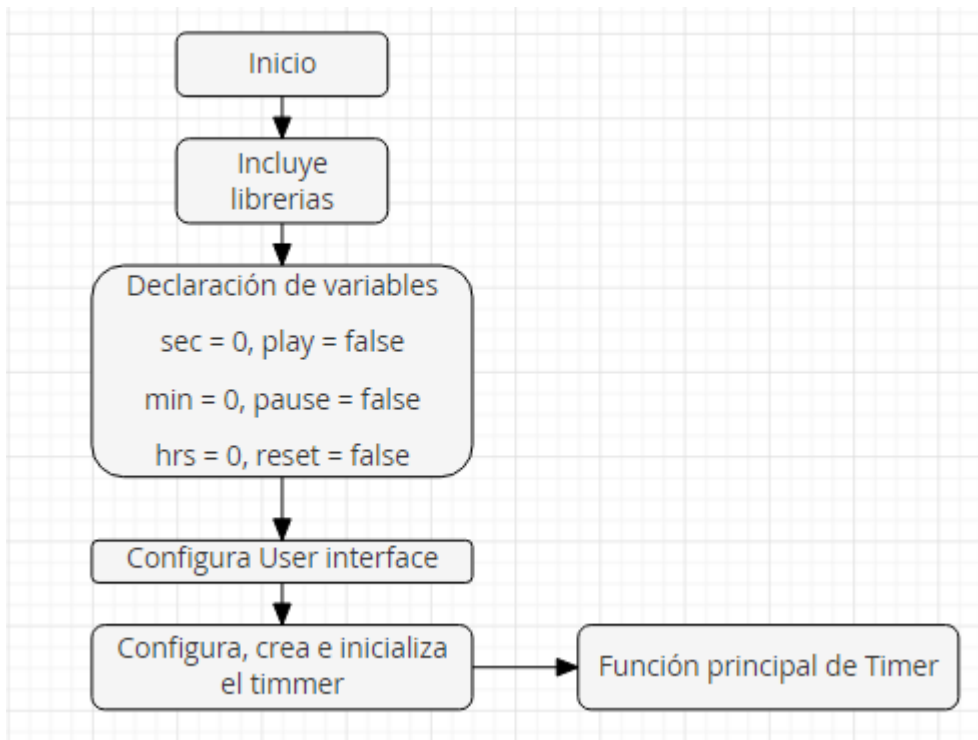 Inicio
Incluye
librerias
Declaración de variables
sec = 0, play = false
min = 0, pause = false
hrs = 0, reset = false
Configura User interface
Configura, crea e inicializa
el timmer
Función principal de Timer